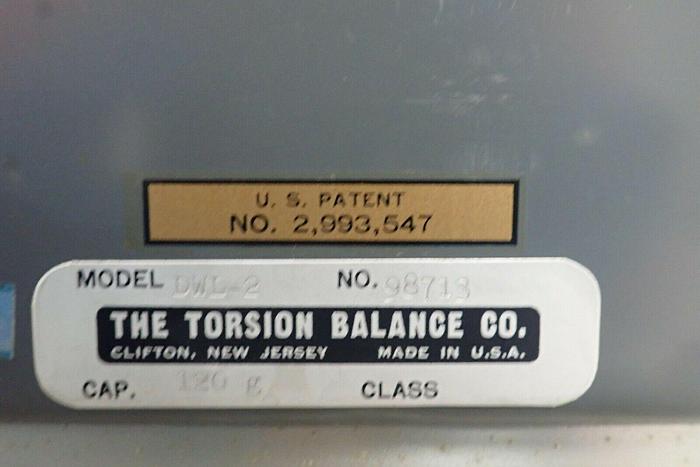 U. S. PATENT
NO. 2,993,547
MODEL DWL-2 NO. 98713
THE TORSION BALANCE CO.
CLIFTON, NEW JERSEY MADE IN U.S.A.
CAP. 120 g CLASS